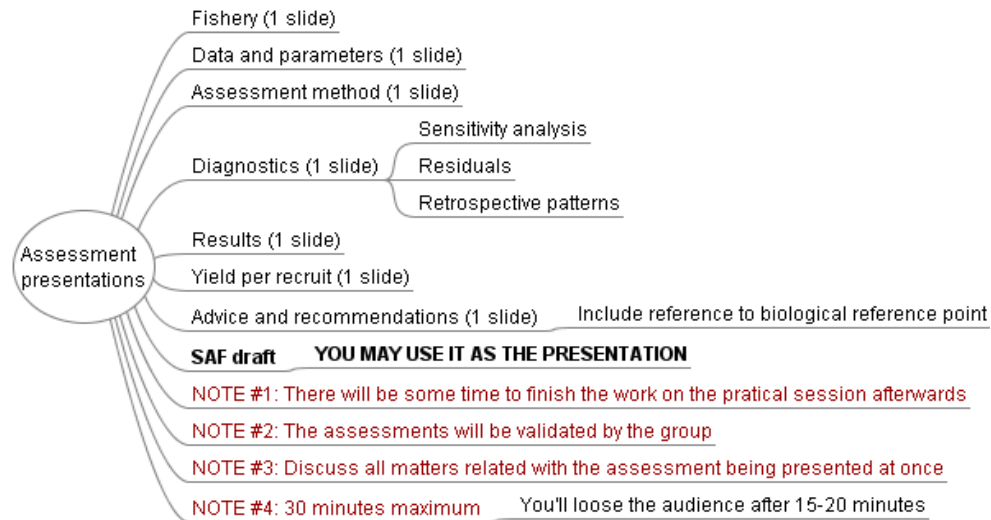 Fishery (1 slide)
Data and parameters (1 slide)
Assessment method (1 slide)
Sensitivity analysis
Diagnostics (1 slide)
Residuals
Retrospective patterns
Assessment
presentations
Results (1 slide)
Yield per recruit (1 slide)
Advice and recommendations (1 slide)
Include reference to biological reference point
SAF draft
YOU MAY USE IT AS THE PRESENTATION
NOTE #1: There will be some time to finish the work on the pratical session afterwards
NOTE #2: The assessments will be validated by the group
NOTE #3: Discuss all matters related with the assessment being presented at once
NOTE #4: 30 minutes maximum
You'll loose the audience after 15-20 minutes